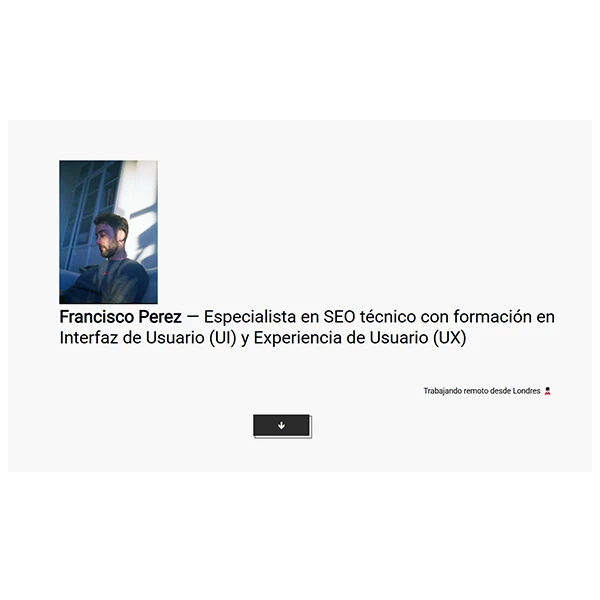 Francisco Perez — Especialista en SEO técnico con formación en
Interfaz de Usuario (UI) y Experiencia de Usuario (UX)
Trabajando remoto desde Londres